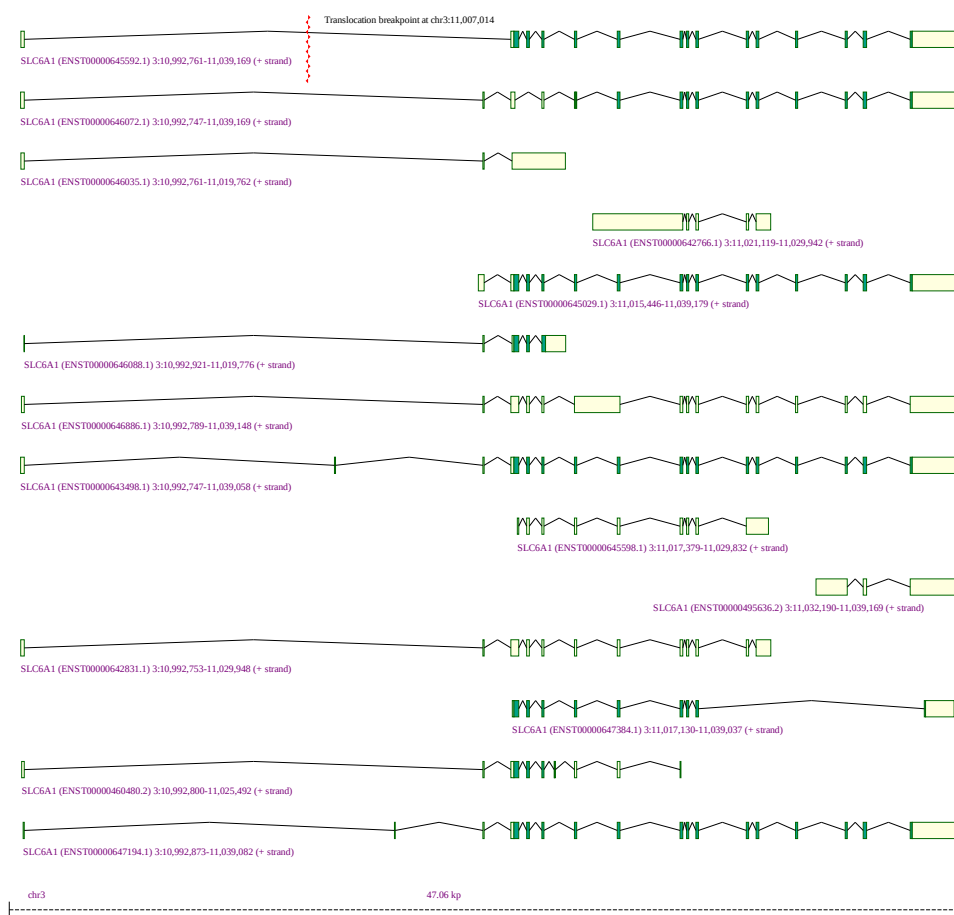 Translocation breakpoint at chr3:11,007,014
SLC6A1 (ENST00000645592.1) 3:10,992,761-11,039,169 (+ strand)
SLC6A1 (ENST00000646072.1) 3:10,992,747-11,039,169 (+ strand)
SLC6A1 (ENST00000646035.1) 3:10,992,761-11,019,762 (+ strand)
SLC6A1 (ENST00000642766.1) 3:11,021,119-11,029,942 (+ strand)
SLC6A1 (ENST00000645029.1) 3:11,015,446-11,039,179 (+ strand)
SLC6A1 (ENST00000646088.1) 3:10,992,921-11,019,776 (+ strand)
SLC6A1 (ENST00000646886.1) 3:10,992,789-11,039,148 (+ strand)
SLC6A1 (ENST00000643498.1) 3:10,992,747-11,039,058 (+ strand)
SLC6A1 (ENST00000645598.1) 3:11,017,379-11,029,832 (+ strand)
SLC6A1 (ENST00000495636.2) 3:11,032,190-11,039,169 (+ strand)
SLC6A1 (ENST00000642831.1) 3:10,992,753-11,029,948 (+ strand)
SLC6A1 (ENST00000647384.1) 3:11,017,130-11,039,037 (+ strand)
SLC6A1 (ENST00000460480.2) 3:10,992,800-11,025,492 (+ strand)
SLC6A1 (ENST00000647194.1) 3:10,992,873-11,039,082 (+ strand)
chr3 47.06 kp